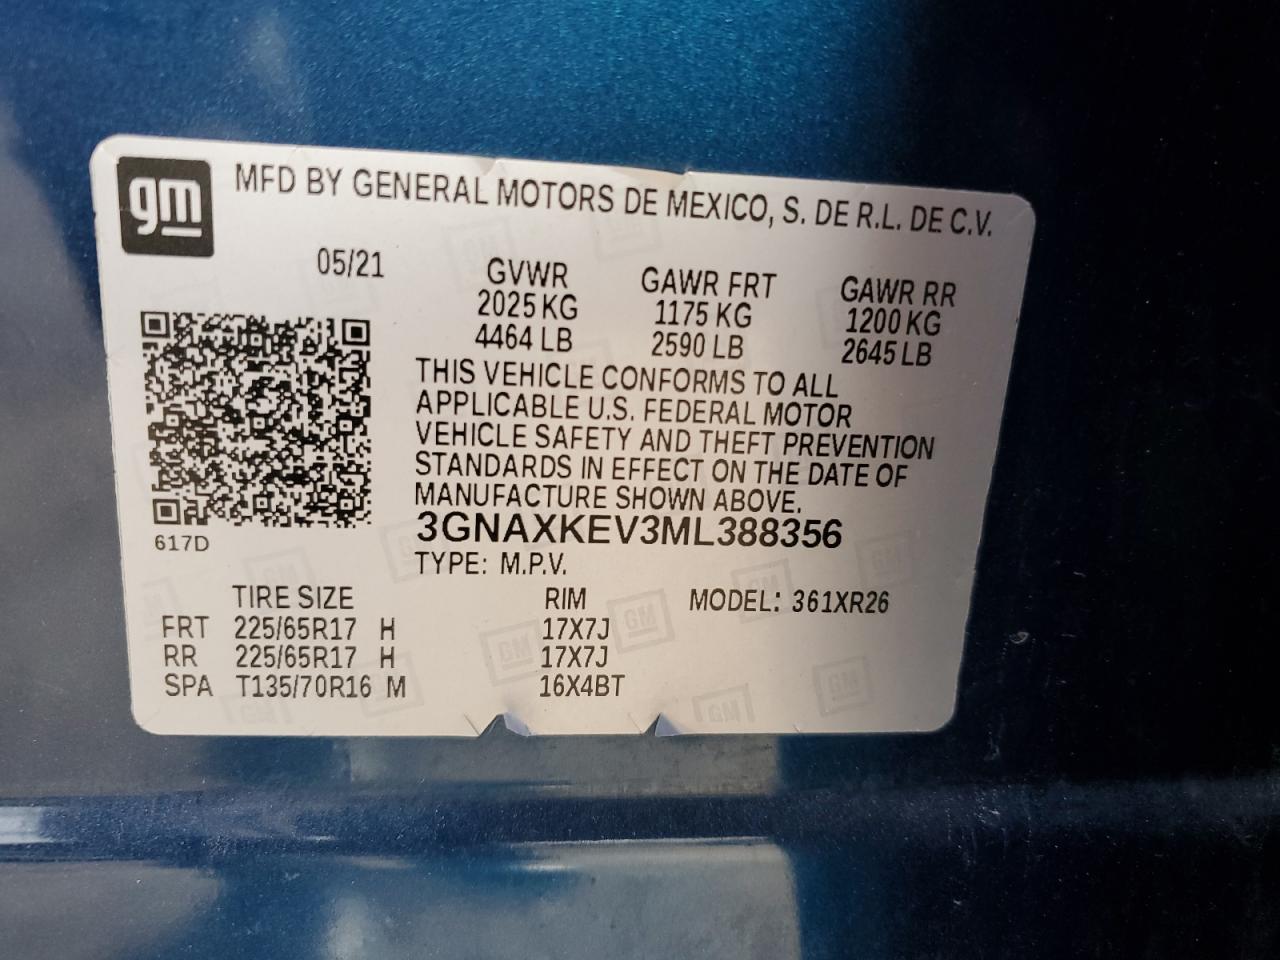 gm
MFD BY GENERAL MOTORS DE MEXICO, S. DE R.L. DE C.V.
05/21
GVWR GAWR FRT GAWR RR
2025 KG 1175 KG 1200 KG
4464 LB 2590 LB 2645 LB
THIS VEHICLE CONFORMS TO ALL
APPLICABLE U.S. FEDERAL MOTOR
VEHICLE SAFETY AND THEFT PREVENTION
STANDARDS IN EFFECT ON THE DATE OF
MANUFACTURE SHOWN ABOVE.
3GNAXKEV3ML388356
617D
TYPE: M.P.V.
TIRE SIZE RIM MODEL: 361XR26
FRT 225/65R17 H 17X7J
RR 225/65R17 H 17X7J
SPA T135/70R16 M 16X4BT